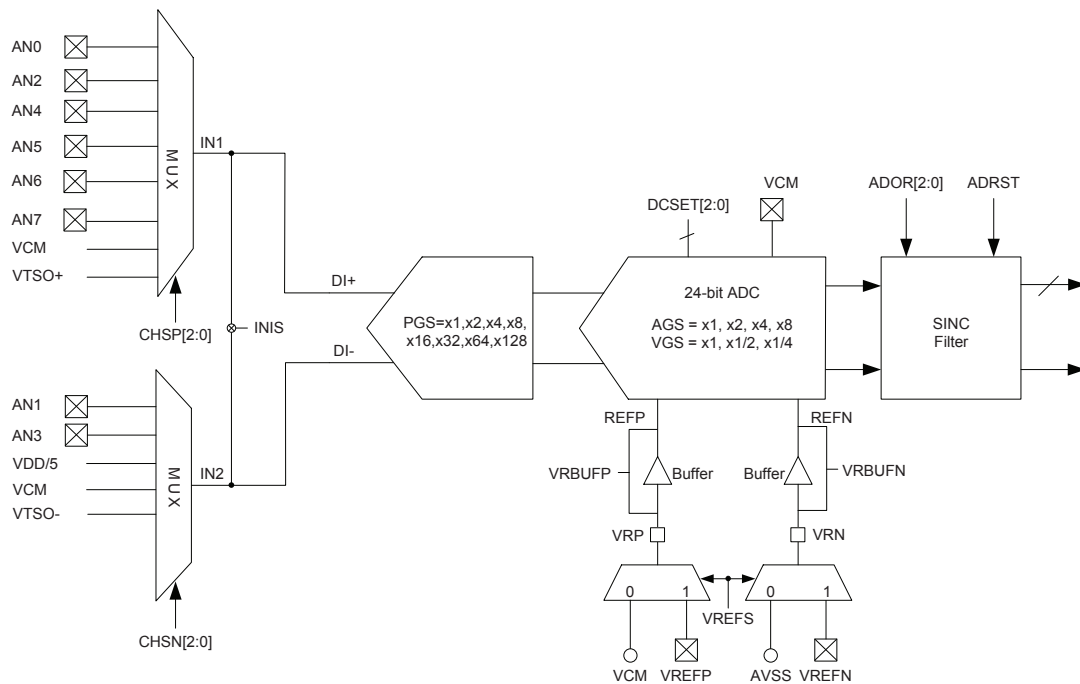 AN0
AN2
AN4
AN5
AN6
AN7
VCM
VTSO+
MUX
IN1
CHSP[2:0]
INIS
AN1
AN3
VDD/5
VCM
VTSO-
MUX
IN2
CHSN[2:0]
DI+
DI-
PGS=x1,x2,x4,x8,
x16,x32,x64,x128
DCSET[2:0]
VCM
24-bit ADC
AGS = x1, x2, x4, x8
VGS = x1, x1/2, x1/4
ADOR[2:0]
ADRST
SINC
Filter
REFP
REFN
VRBUFP
Buffer
Buffer
VRBUFN
VRP
VRN
0
1
VREFS
0
1
VCM
VREFP
AVSS
VREFN